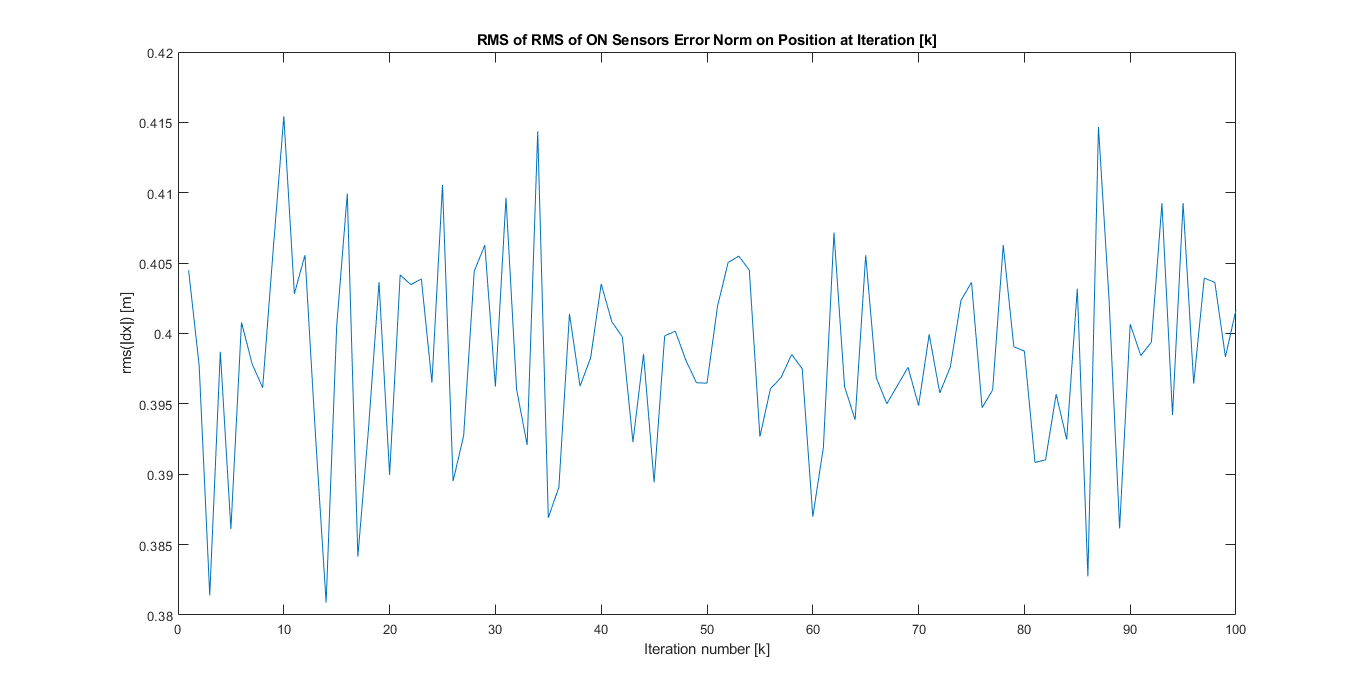 RMS of RMS of ON Sensors Error Norm on Position at Iteration [k]
0.42
0.415
0.41
0.405
0.4
0.395
0.39
0.385
0.38
rms(|dx|) [m]
0 10 20 30 40 50 60 70 80 90 100
Iteration number [k]